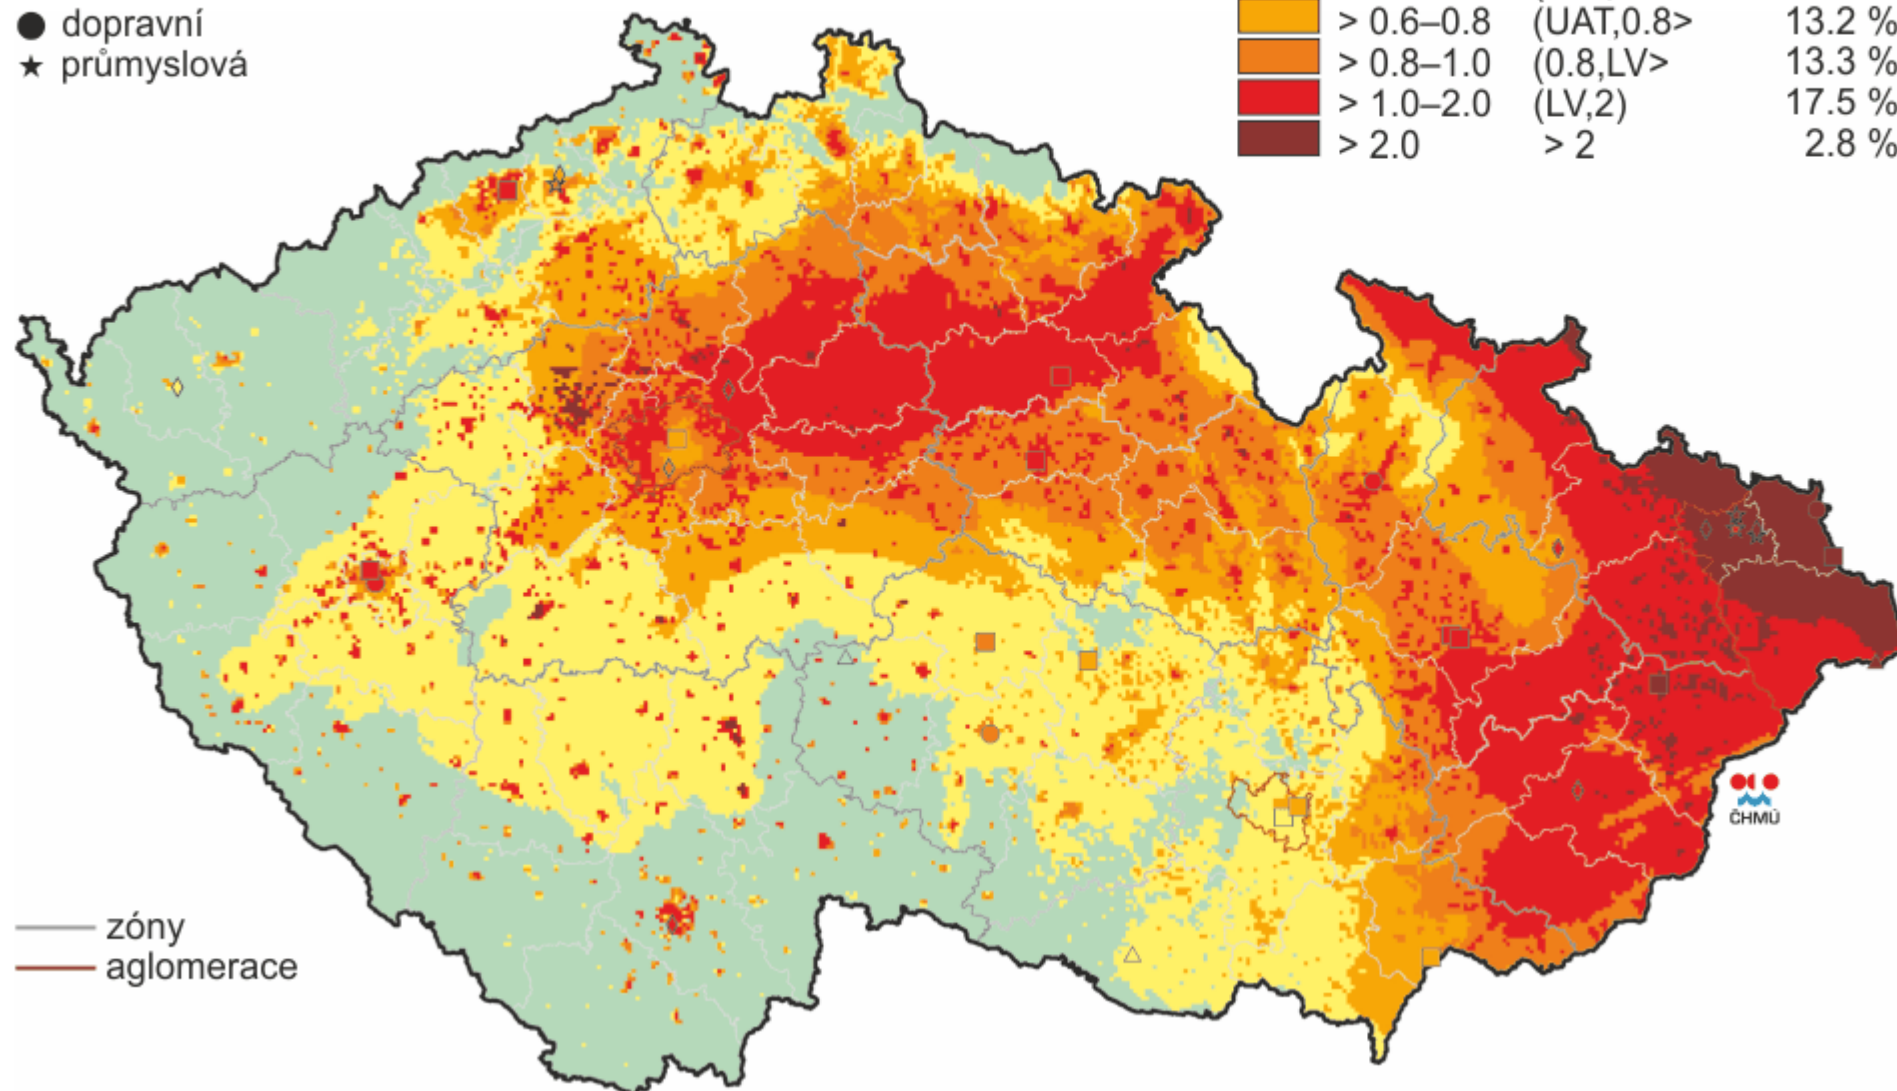 ● dopravní
★ průmyslová
> 0.6–0.8 (UAT,0.8> 13.2 %
> 0.8–1.0 (0.8,LV> 13.3 %
> 1.0–2.0 (LV,2) 17.5 %
> 2.0 > 2 2.8 %
ČHMÚ
zóny
aglomerace